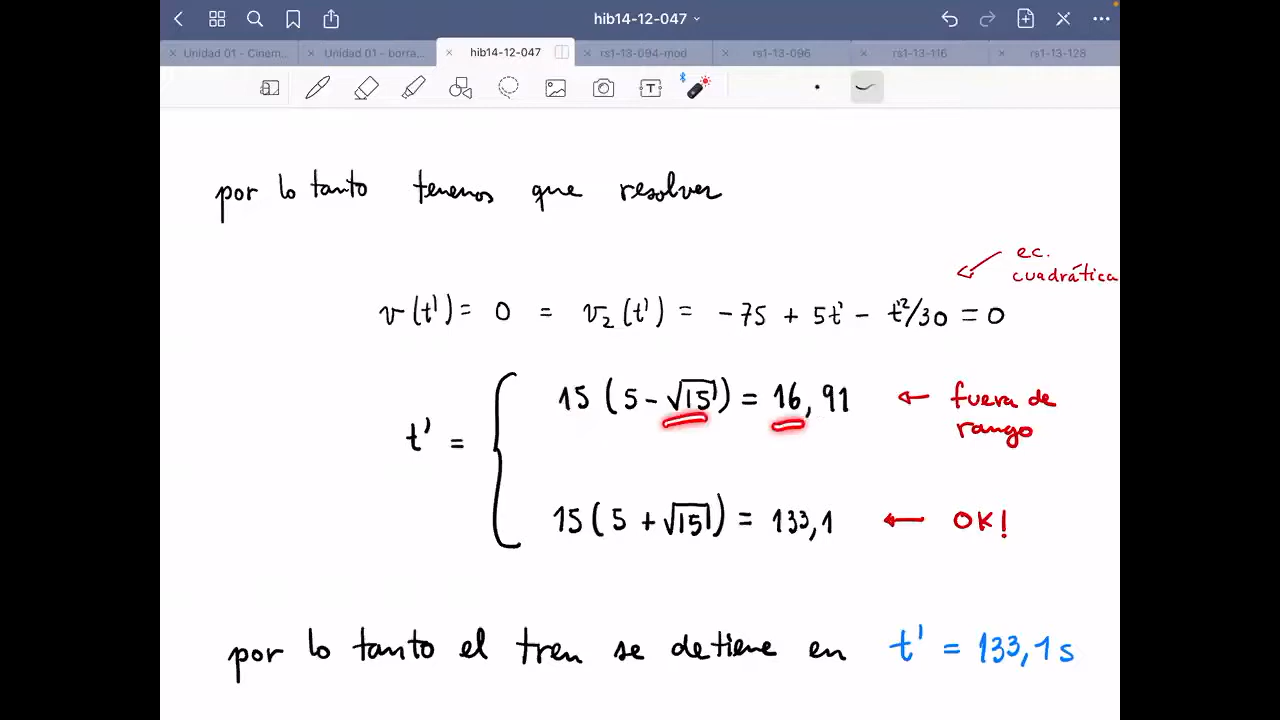 hib14-12-047
Unidad 01 - Cinem...
Unidad 01 - borra...
hib14-12-047
rs1-13-094-mod
rs1-13-096
rs1-13-116
rs1-13-128
por lo tanto tenemos que resolver
ec.
cuadrática
v(t') = 0 = v₂(t') = -75 + 5t' - t'²/30 = 0
15(5-√15) = 16,91 ← fuera de
rango
t' = {
15(5+√15) = 133,1 ← OK!
por lo tanto el tren se detiene en t' = 133,1 s